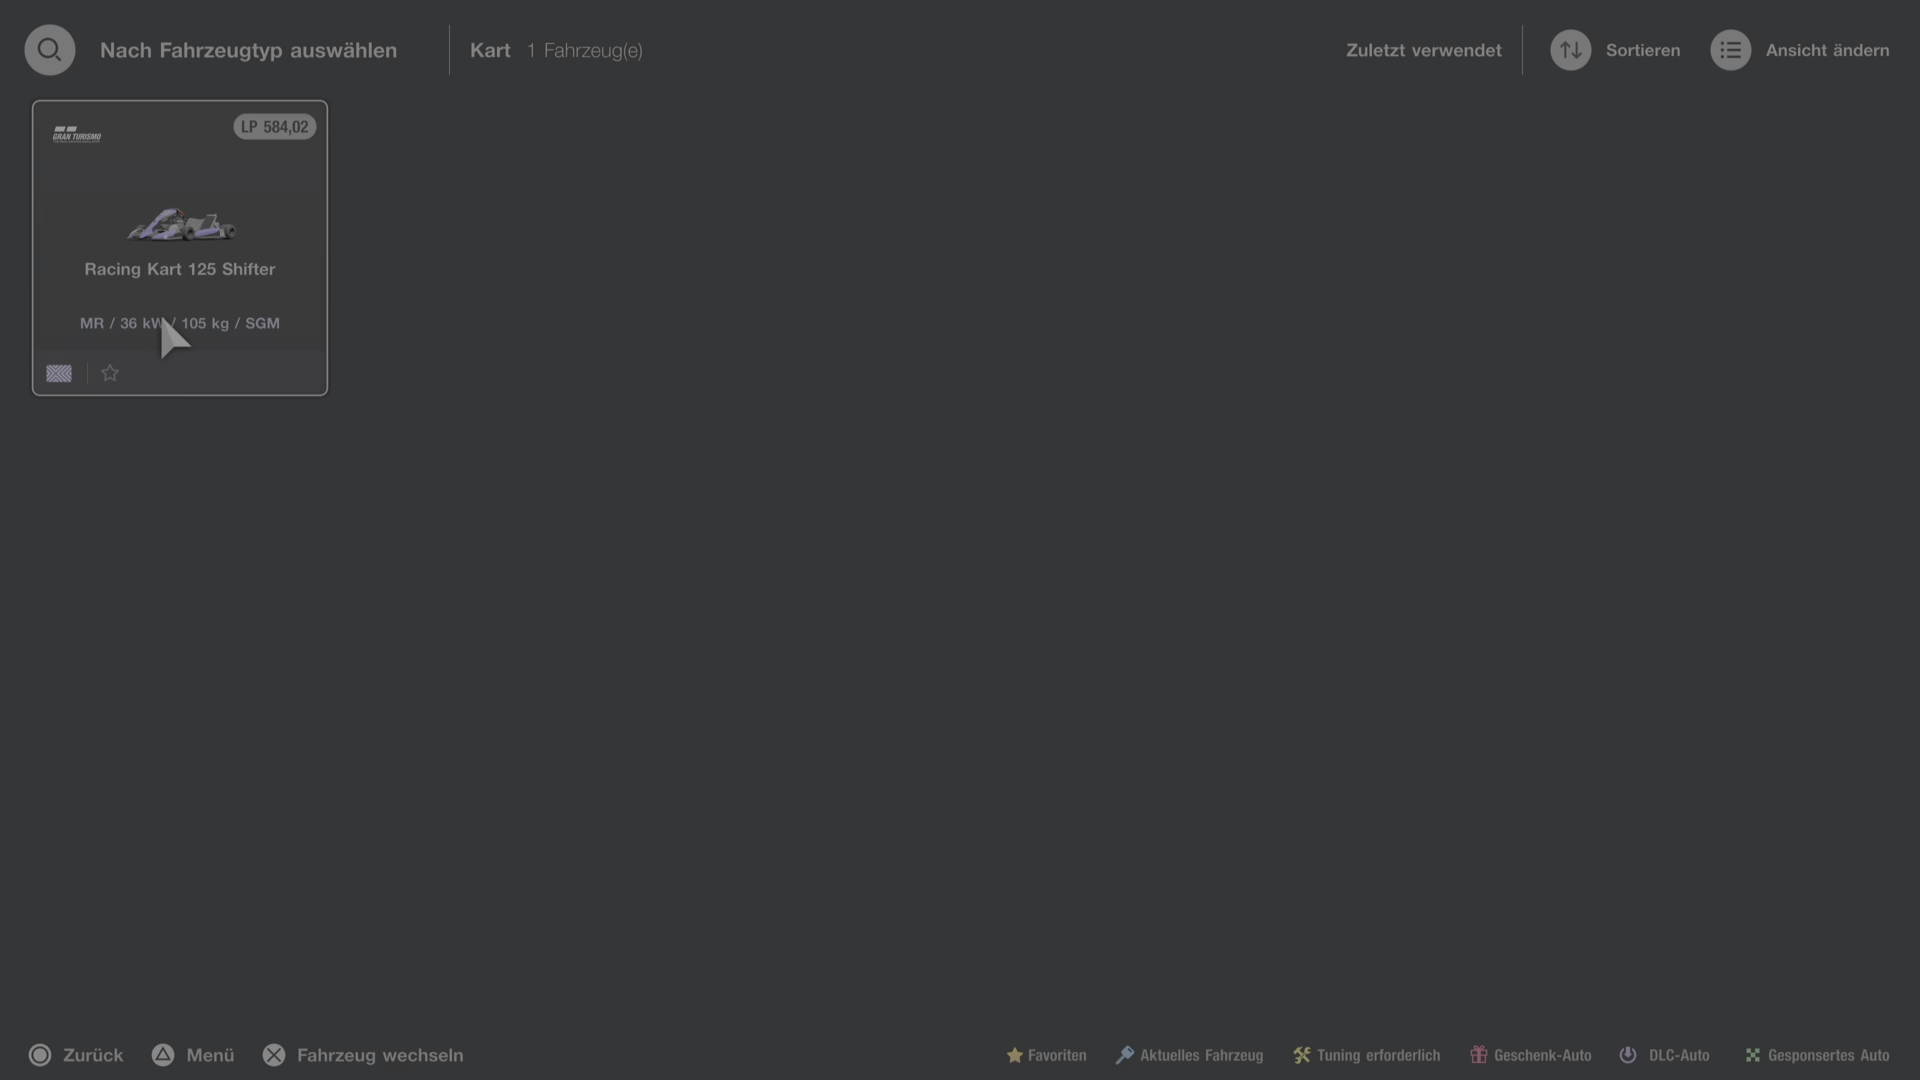 Nach Fahrzeugtyp auswählen
Kart 1 Fahrzeug(e)
Zuletzt verwendet
Sortieren
Ansicht ändern
GRAN TURISMO
LP 584,02
Racing Kart 125 Shifter
MR / 36 kW / 105 kg / SGM
Zurück
Menü
Fahrzeug wechseln
Favoriten
Aktuelles Fahrzeug
Tuning erforderlich
Geschenk-Auto
DLC-Auto
Gesponsertes Auto